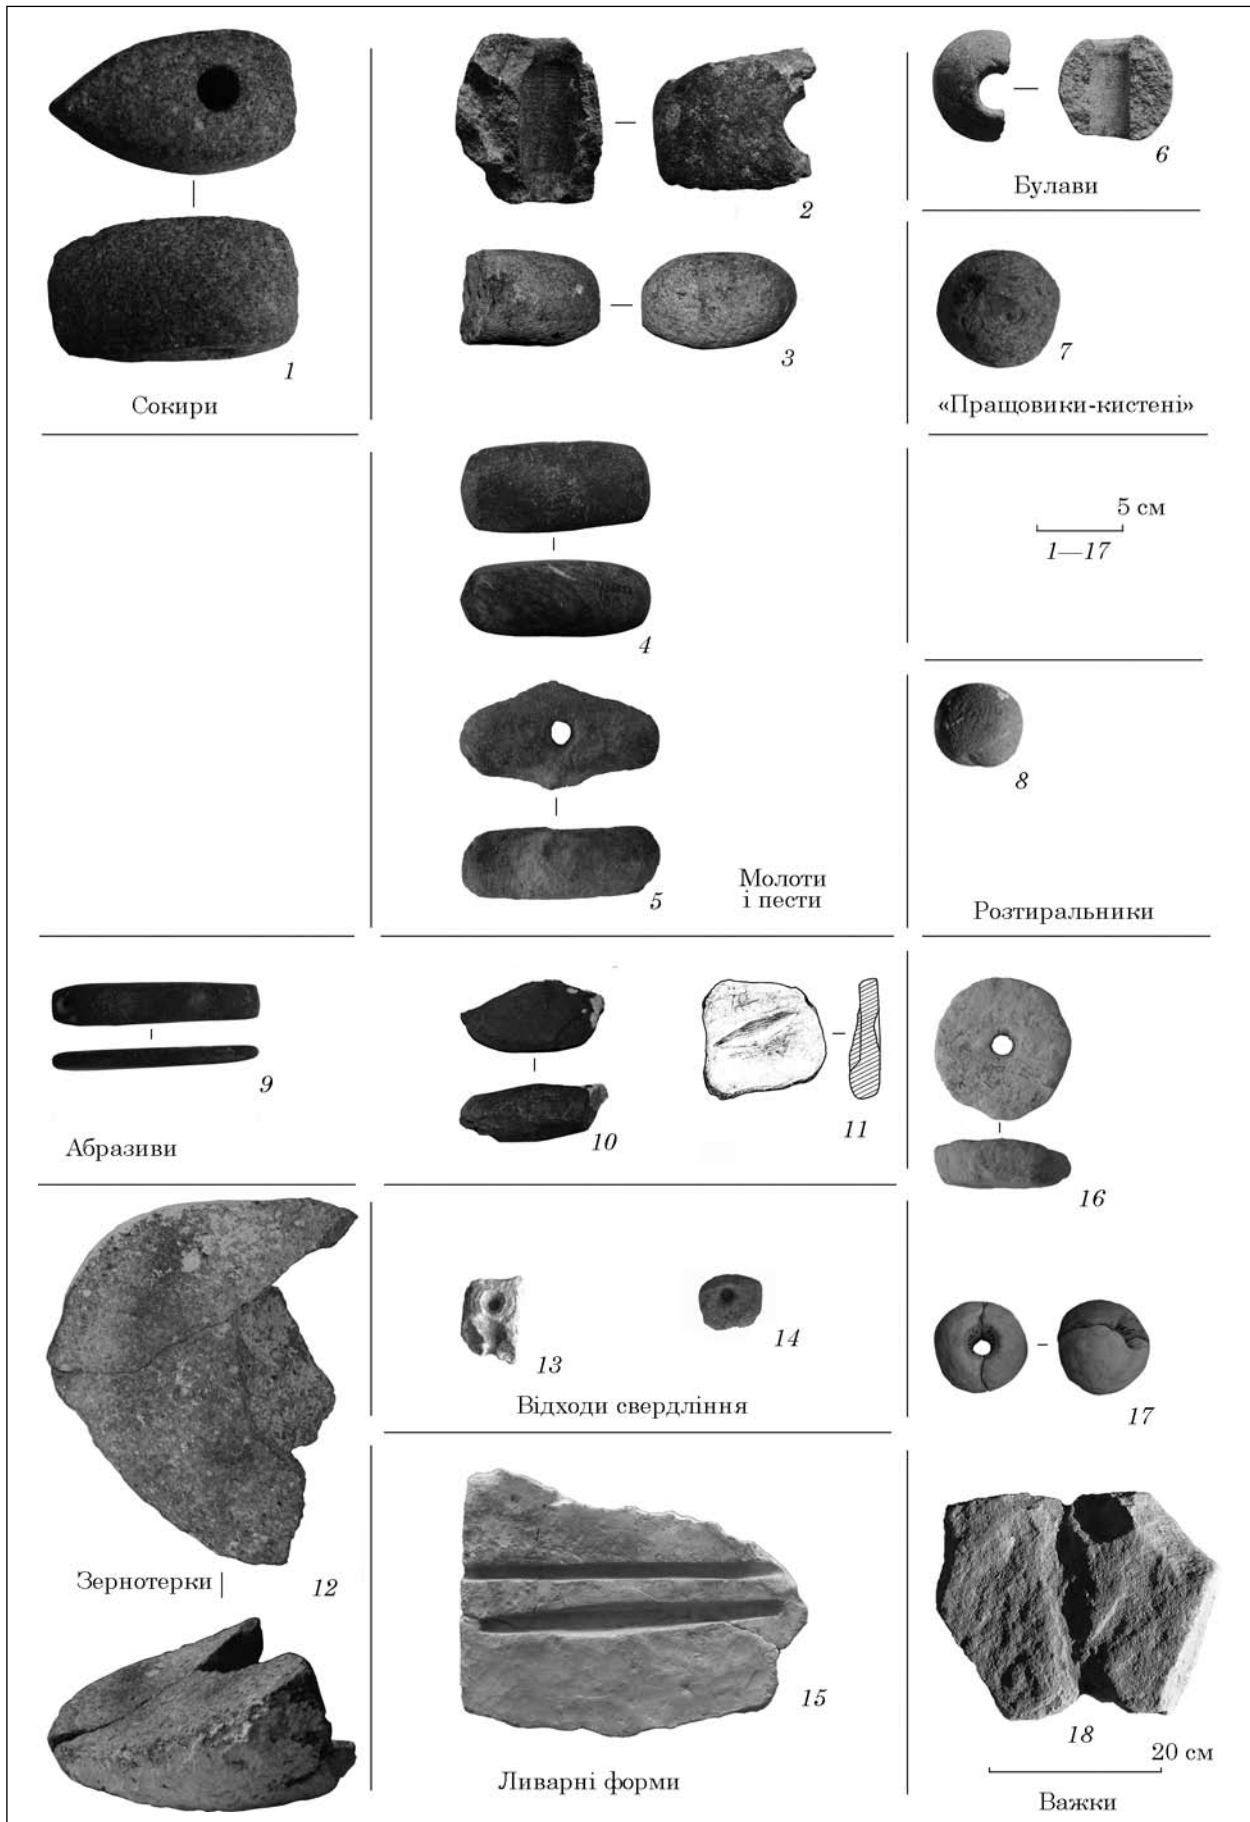 1
Сокири
2
3
4
5
Молоти
і пести
6
Булави
7
«Пращовики-кистені»
5 см
1—17
8
Розтиральники
9
Абразиви
10
11
12
Зернотерки
13
14
Відходи свердління
15
Ливарні форми
16
17
18
20 см
Важки